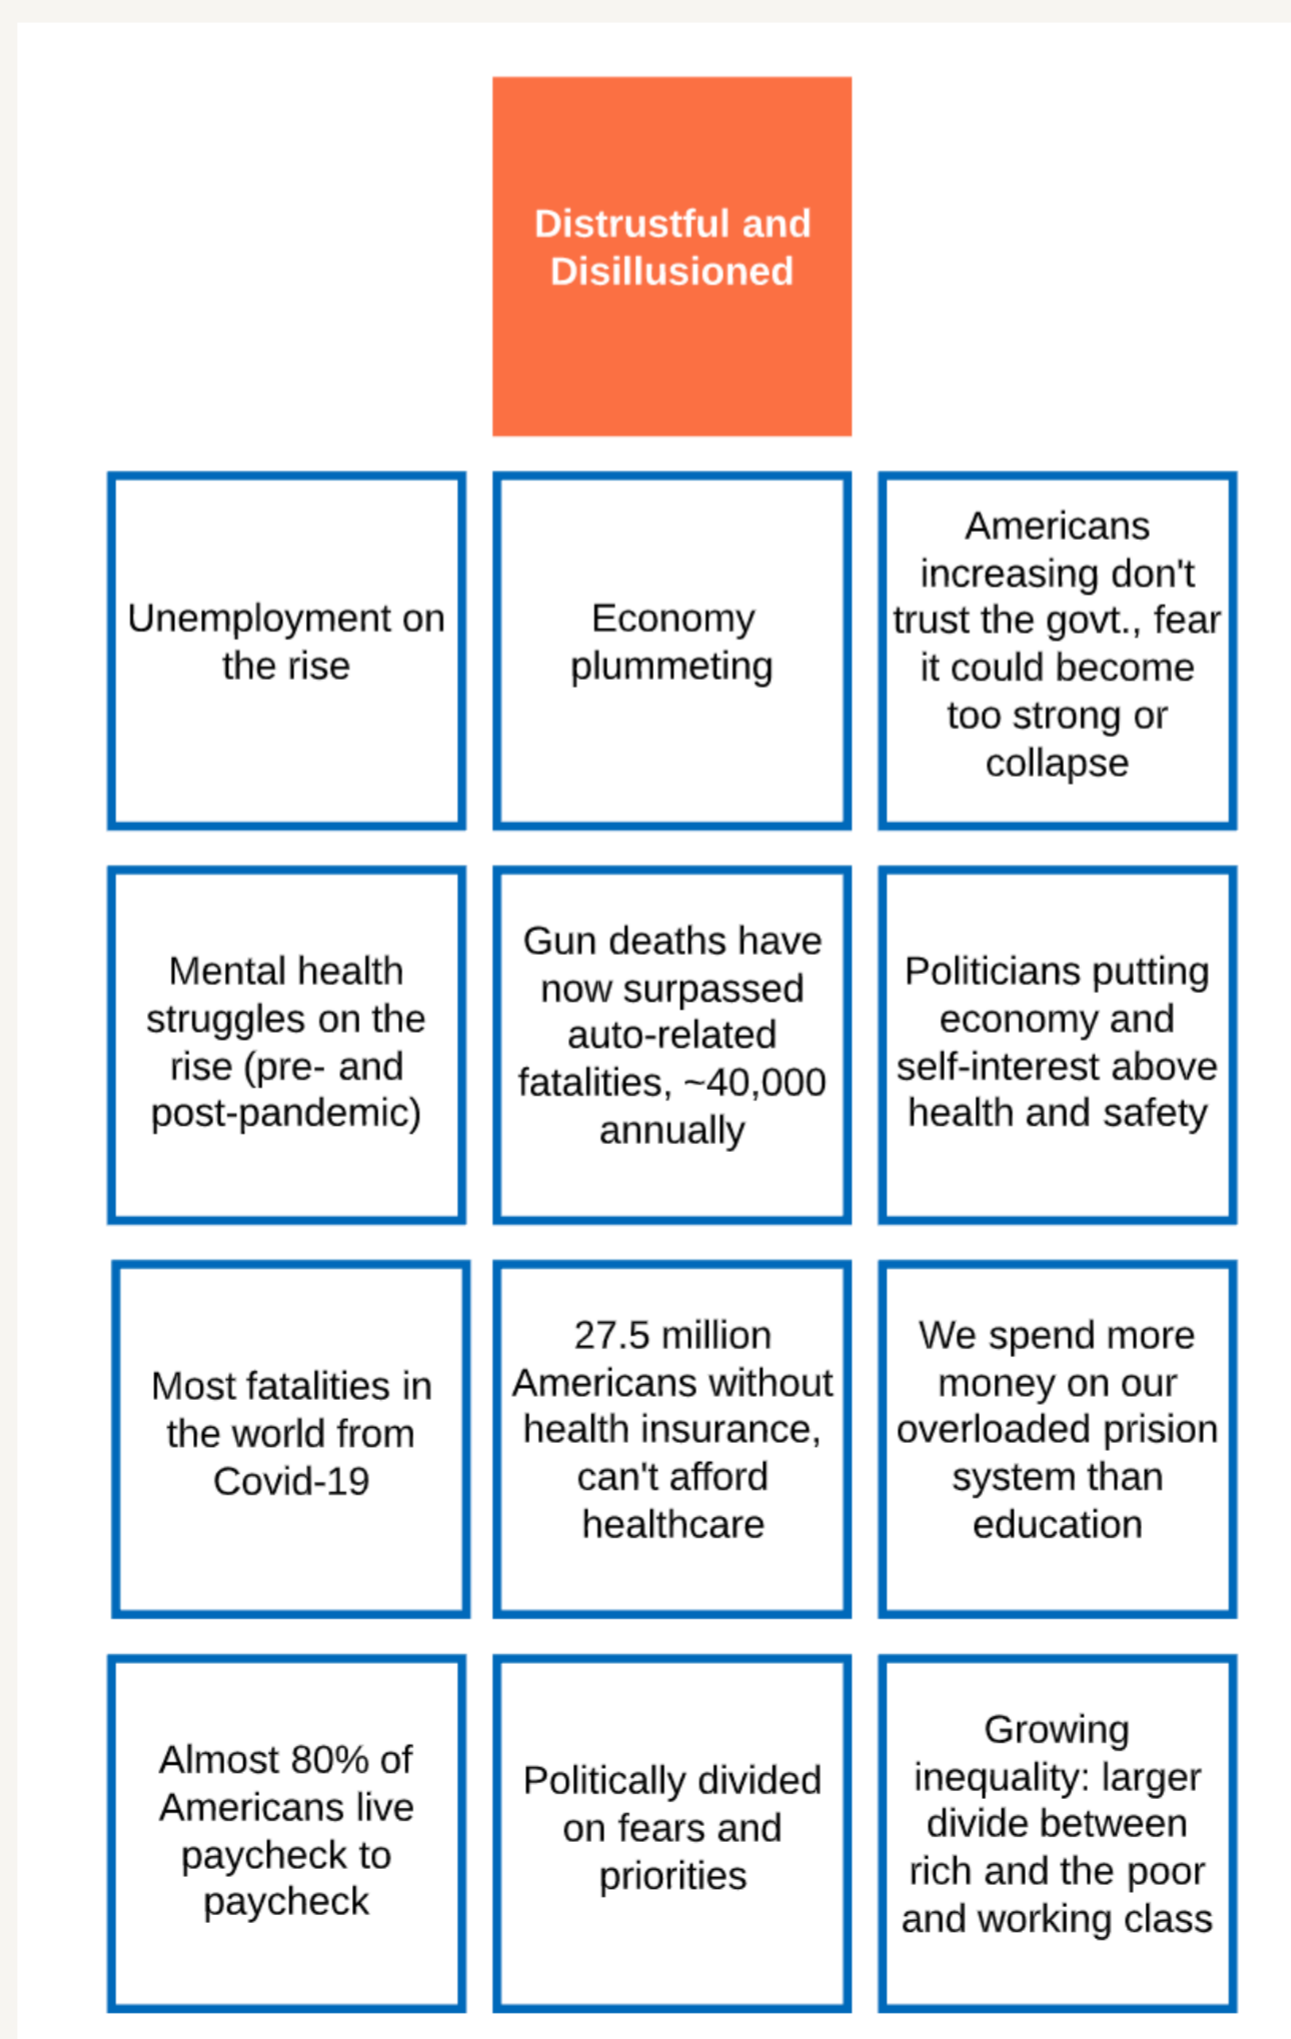 Distrustful and
Disillusioned
Unemployment on
the rise
Economy
plummeting
Americans
increasing don't
trust the govt., fear
it could become
too strong or
collapse
Mental health
struggles on the
rise (pre- and
post-pandemic)
Gun deaths have
now surpassed
auto-related
fatalities, ~40,000
annually
Politicians putting
economy and
self-interest above
health and safety
Most fatalities in
the world from
Covid-19
27.5 million
Americans without
health insurance,
can't afford
healthcare
We spend more
money on our
overloaded prision
system than
education
Almost 80% of
Americans live
paycheck to
paycheck
Politically divided
on fears and
priorities
Growing
inequality: larger
divide between
rich and the poor
and working class